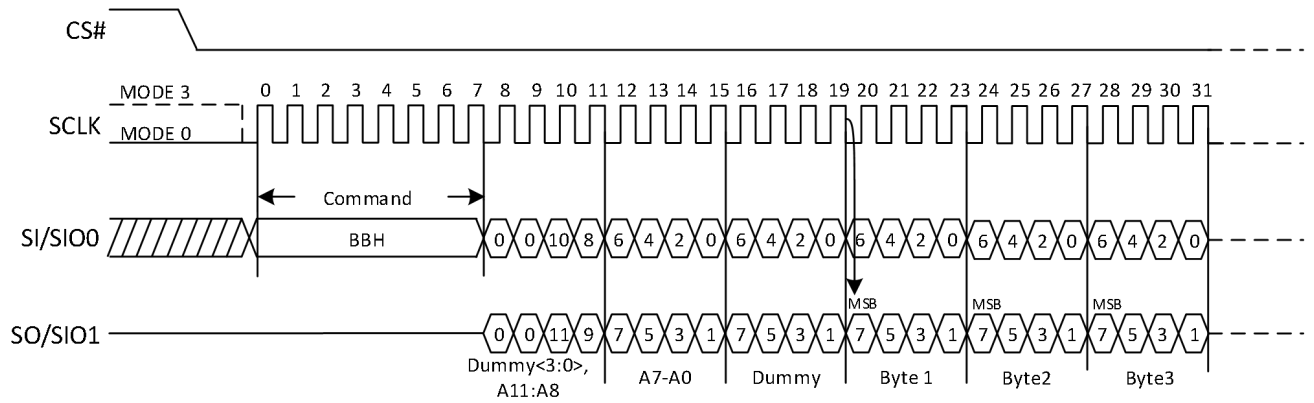 CS#
MODE 3
0 1 2 3 4 5 6 7 8 9 10 11 12 13 14 15 16 17 18 19 20 21 22 23 24 25 26 27 28 29 30 31
SCLK
MODE 0
Command
SI/SIO0 BBH 0 0 10 8 6 4 2 0 6 4 2 0 6 4 2 0 6 4 2 0 6 4 2 0
MSB MSB MSB
SO/SIO1 0 0 11 9 7 5 3 1 7 5 3 1 7 5 3 1 7 5 3 1 7 5 3 1
Dummy<3:0>,
A11:A8
A7-A0 Dummy Byte 1 Byte2 Byte3